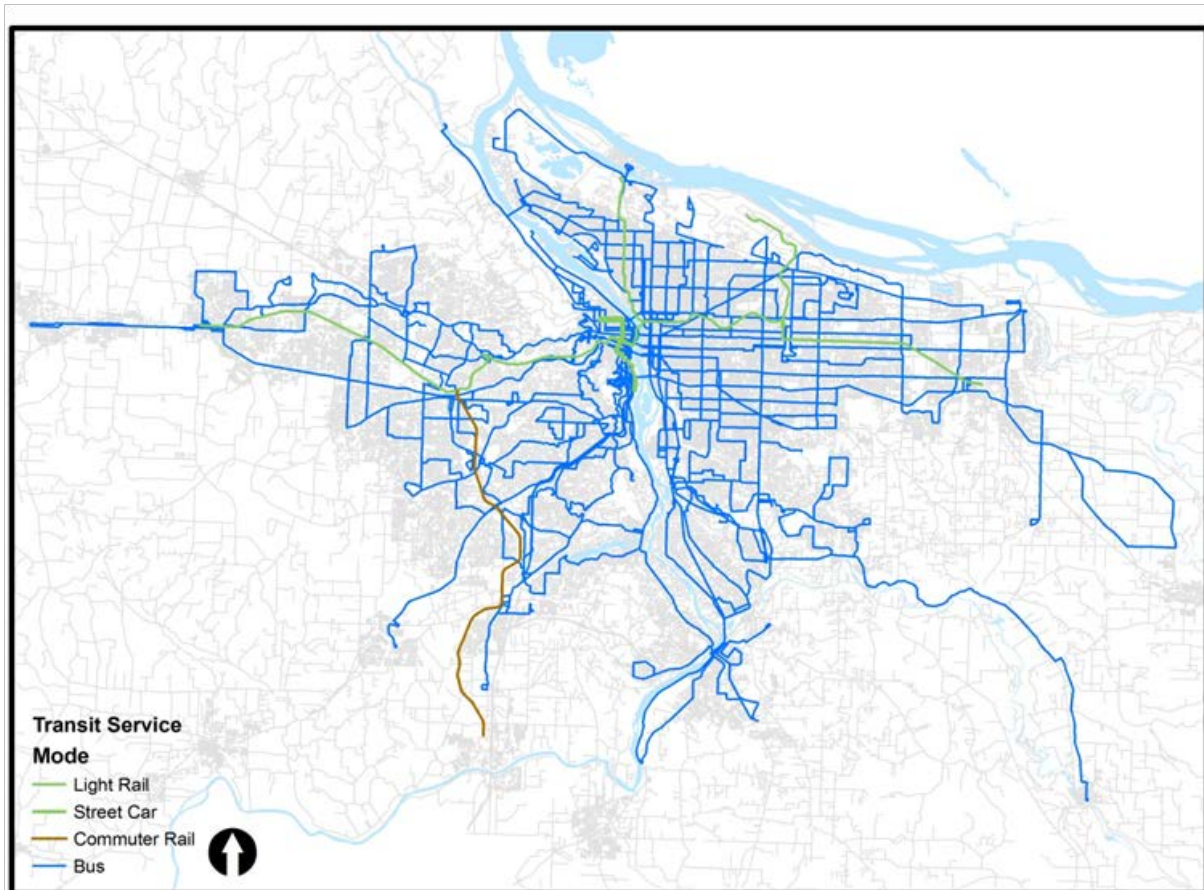 Transit Service
Mode
Light Rail
Street Car
Commuter Rail
Bus